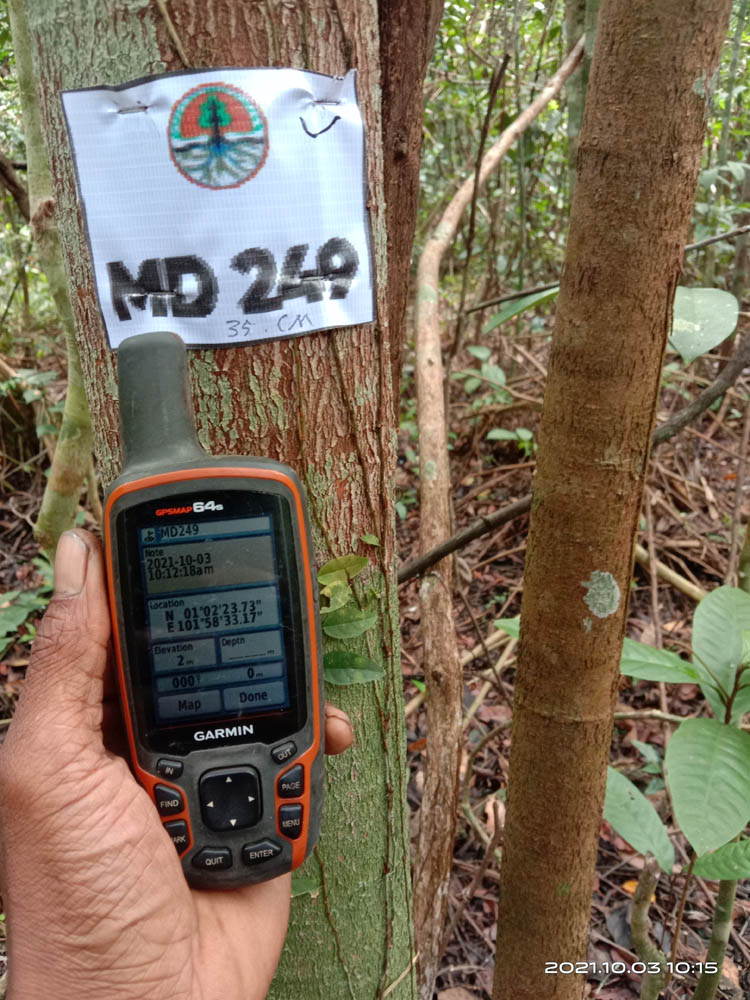 MD 249
35 . CM
GPSMAP 64s
MD249
Note
2021-10-03
10:12:18am
Location
N 01°02'23.73"
E 101°58'33.17"
Elevation
Depth
2 m
000°
0 m
Map
Done
GARMIN
IN
OUT
FIND
PAGE
MENU
QUIT
ENTER
2021.10.03 10:15